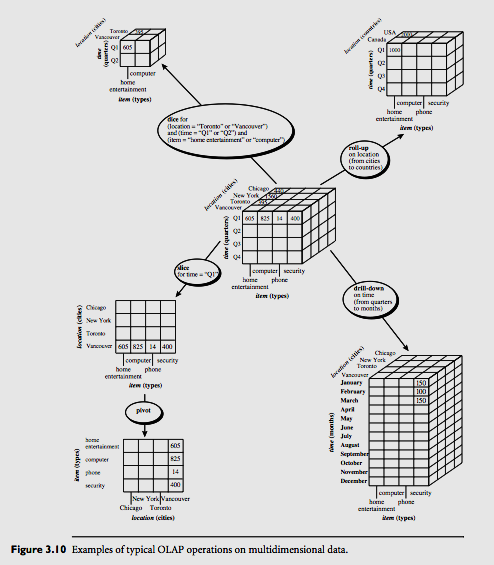 location (cities)
Toronto 395
Vancouver
time (quarters)
Q1 605
Q2
computer
home
entertainment
item (types)
location (countries)
USA 2000
Canada
time (quarters)
Q1 1000
Q2
Q3
Q4
computer security
home phone
entertainment
item (types)
dice for
(location = "Toronto" or "Vancouver")
and (time = "Q1" or "Q2") and
(item = "home entertainment" or "computer")
roll-up
on location
(from cities
to countries)
location (cities)
Chicago 440
New York 1560
Toronto 395
Vancouver
time (quarters)
Q1 605 825 14 400
Q2
Q3
Q4
computer security
home phone
entertainment
item (types)
slice
for time = "Q1"
drill-down
on time
(from quarters
to months)
location (cities)
Chicago
New York
Toronto
Vancouver 605 825 14 400
computer security
home phone
entertainment
item (types)
pivot
item (types)
home
entertainment 605
computer 825
phone 14
security 400
New York Vancouver
Chicago Toronto
location (cities)
location (cities)
Chicago
New York
Toronto
Vancouver
time (months)
January 150
February 100
March 150
April
May
June
July
August
September
October
November
December
computer security
home phone
entertainment
item (types)
Figure 3.10 Examples of typical OLAP operations on multidimensional data.